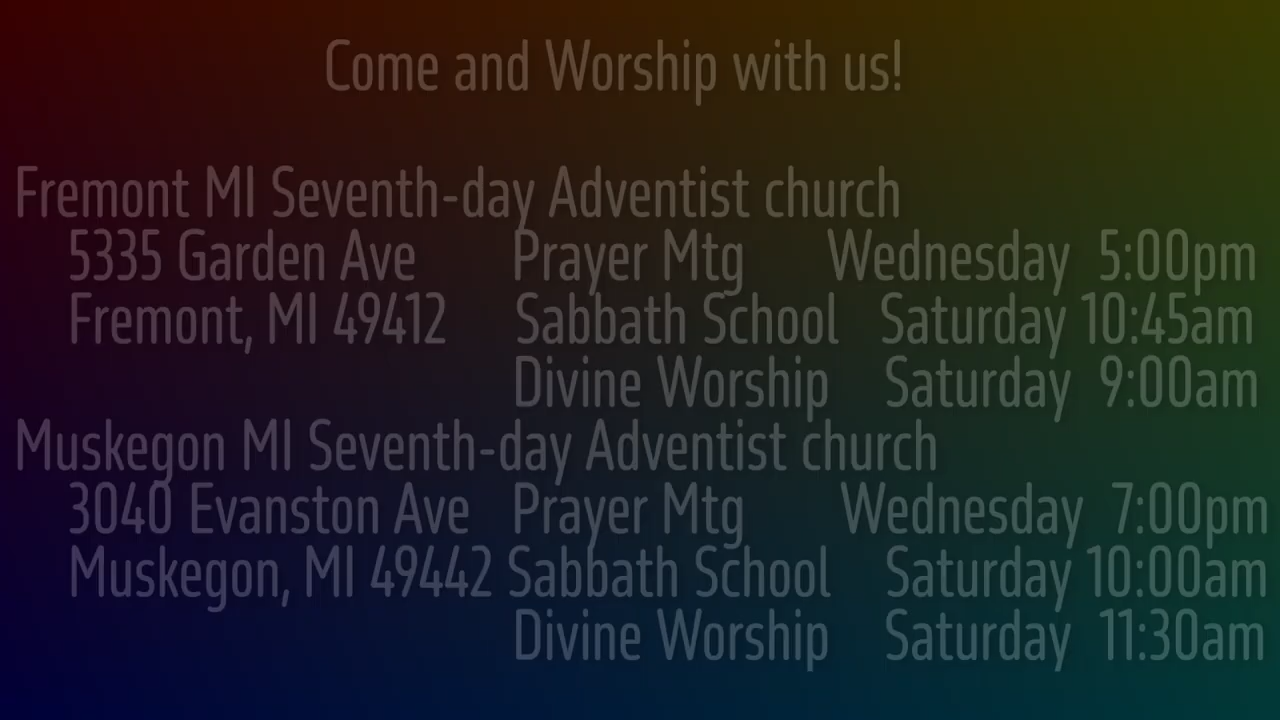 Come and Worship with us!
Fremont MI Seventh-day Adventist church
5335 Garden Ave Prayer Mtg Wednesday 5:00pm
Fremont, MI 49412 Sabbath School Saturday 10:45am
Divine Worship Saturday 9:00am
Muskegon MI Seventh-day Adventist church
3040 Evanston Ave Prayer Mtg Wednesday 7:00pm
Muskegon, MI 49442 Sabbath School Saturday 10:00am
Divine Worship Saturday 11:30am